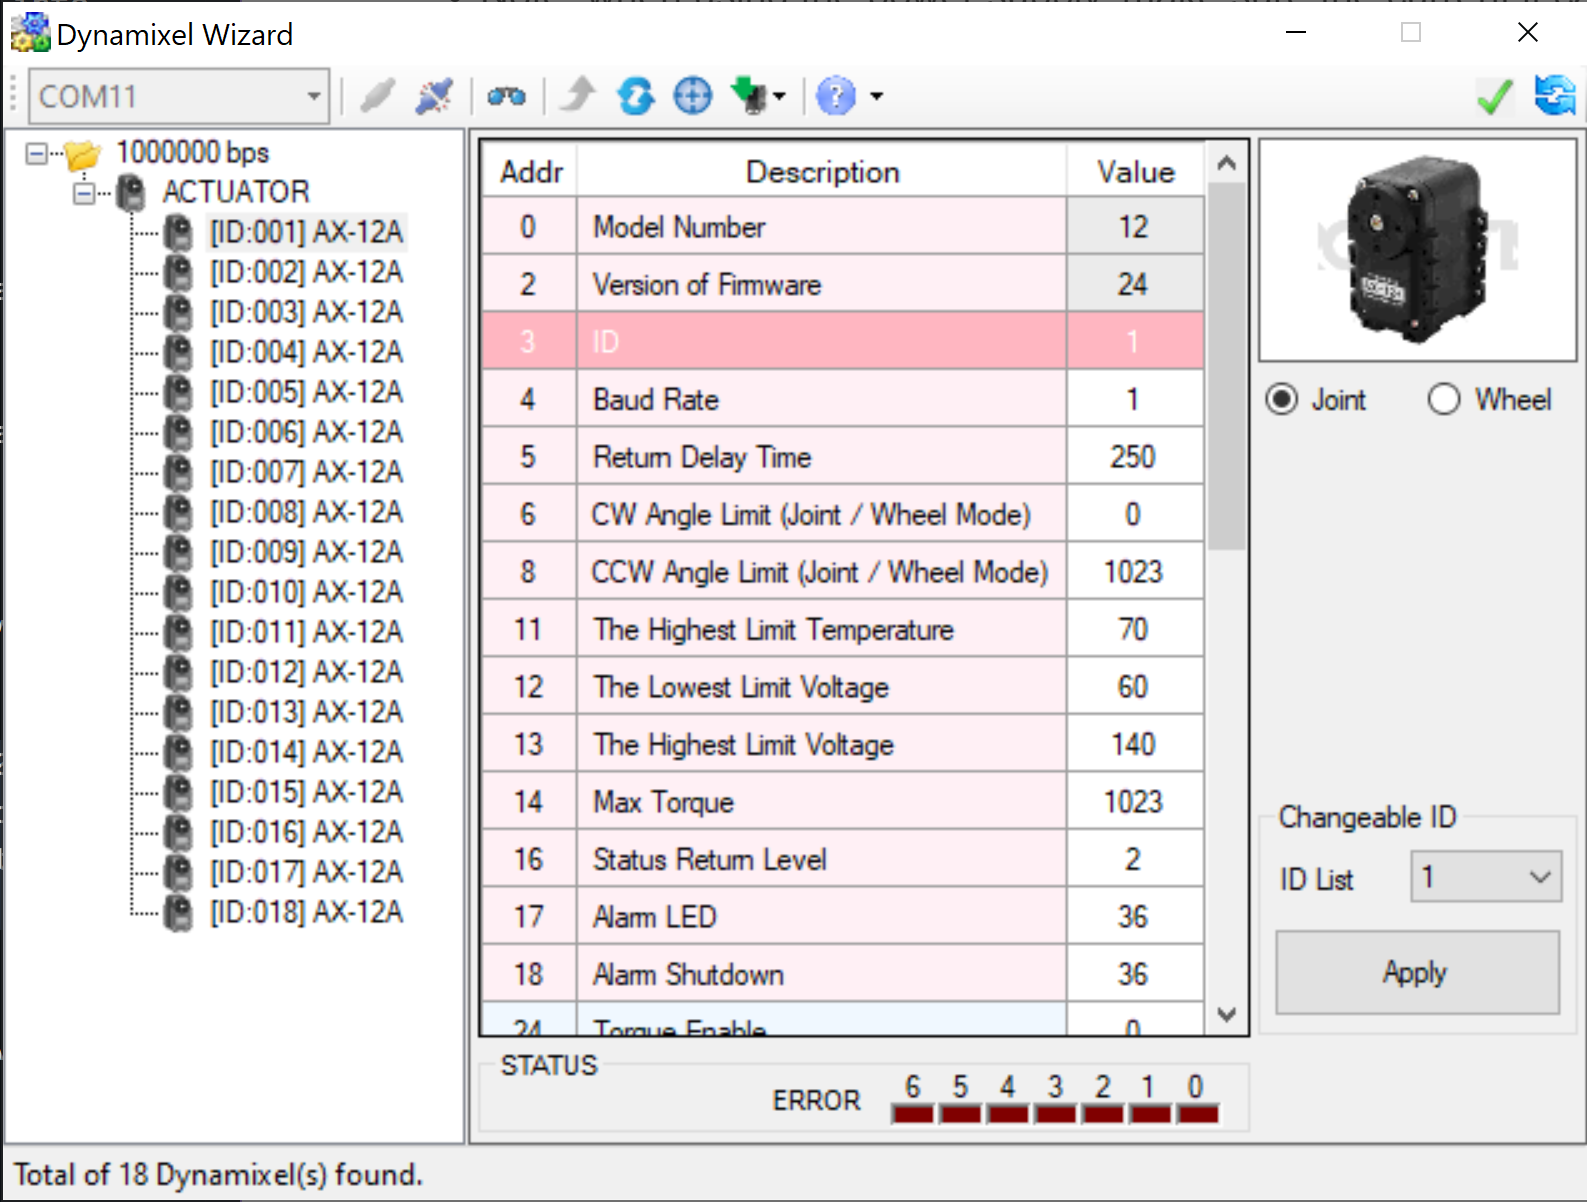 Dynamixel Wizard
COM11
1000000 bps
ACTUATOR
[ID:001] AX-12A
[ID:002] AX-12A
[ID:003] AX-12A
[ID:004] AX-12A
[ID:005] AX-12A
[ID:006] AX-12A
[ID:007] AX-12A
[ID:008] AX-12A
[ID:009] AX-12A
[ID:010] AX-12A
[ID:011] AX-12A
[ID:012] AX-12A
[ID:013] AX-12A
[ID:014] AX-12A
[ID:015] AX-12A
[ID:016] AX-12A
[ID:017] AX-12A
[ID:018] AX-12A
Addr Description Value
0 Model Number 12
2 Version of Firmware 24
3 ID 1
4 Baud Rate 1
5 Return Delay Time 250
6 CW Angle Limit (Joint / Wheel Mode) 0
8 CCW Angle Limit (Joint / Wheel Mode) 1023
11 The Highest Limit Temperature 70
12 The Lowest Limit Voltage 60
13 The Highest Limit Voltage 140
14 Max Torque 1023
16 Status Return Level 2
17 Alarm LED 36
18 Alarm Shutdown 36
24 Torque Enable 0
STATUS
ERROR 6 5 4 3 2 1 0
Joint Wheel
Changeable ID
ID List 1
Apply
Total of 18 Dynamixel(s) found.